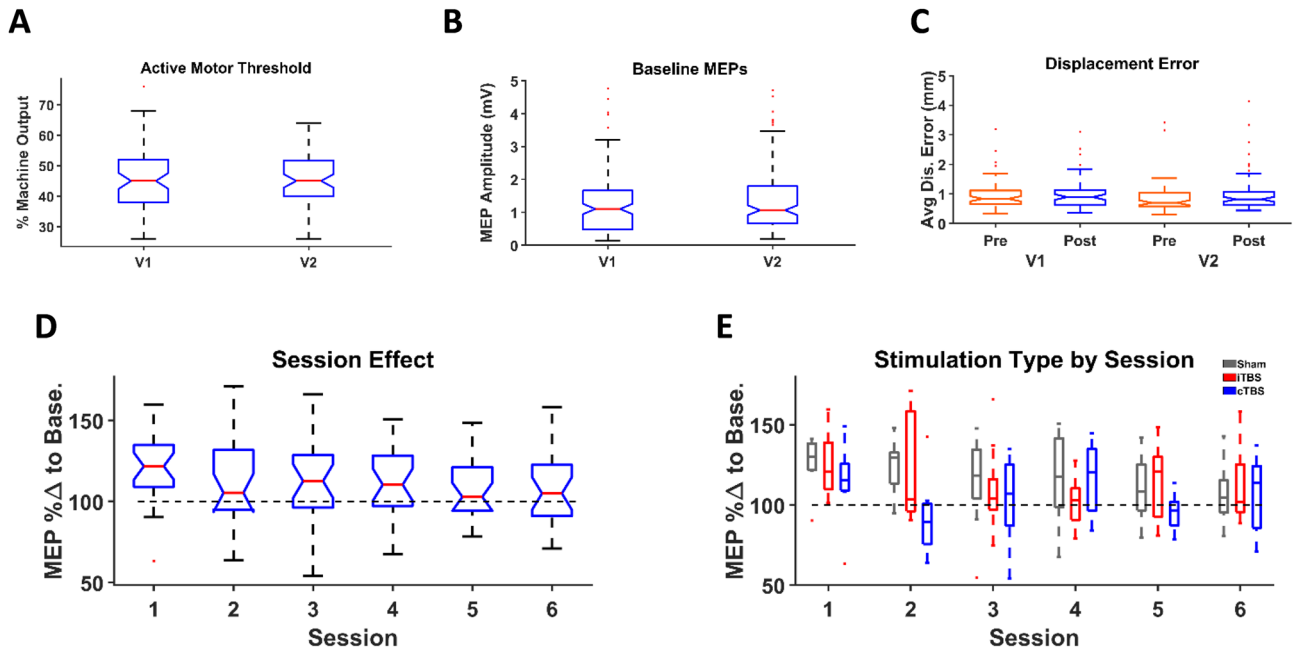 A
Active Motor Threshold
% Machine Output
70
60
50
40
30
V1
V2
B
Baseline MEPs
MEP Amplitude (mV)
5
4
3
2
1
0
V1
V2
C
Displacement Error
Avg Dis. Error (mm)
5
4
3
2
1
0
Pre
Post
Pre
Post
V1
V2
D
Session Effect
MEP %Δ to Base.
150
100
50
1
2
3
4
5
6
Session
E
Stimulation Type by Session
Sham
iTBS
cTBS
MEP %Δ to Base.
150
100
50
1
2
3
4
5
6
Session